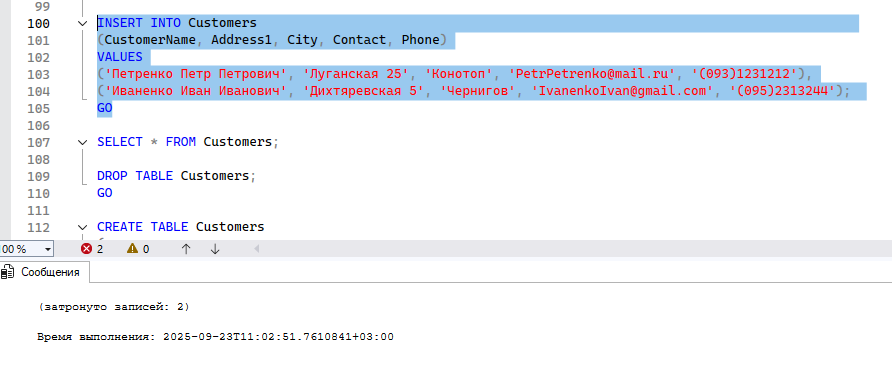 99
100 INSERT INTO Customers
101 (CustomerName, Address1, City, Contact, Phone)
102 VALUES
103 ('Петренко Петр Петрович', 'Луганская 25', 'Конотоп', 'PetrPetrenko@mail.ru', '(093)1231212'),
104 ('Иваненко Иван Иванович', 'Дихтяревская 5', 'Чернигов', 'IvanenkoIvan@gmail.com', '(095)2313244');
105 GO
106
107 SELECT * FROM Customers;
108
109 DROP TABLE Customers;
110 GO
111
112 CREATE TABLE Customers
00 % 2 0
Сообщения
(затронуто записей: 2)
Время выполнения: 2025-09-23T11:02:51.7610841+03:00